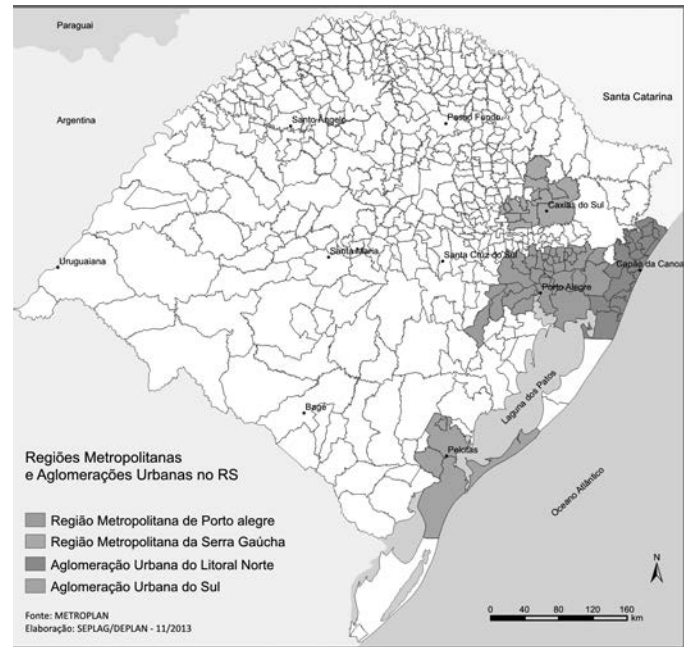 Paraguai
Argentina
Santa Catarina
Santo Ângelo
Passo Fundo
Caxias do Sul
Uruguaiana
Santa Maria
Santa Cruz do Sul
Capão da Canoa
Porto Alegre
Laguna dos Patos
Bagé
Pelotas
Oceano Atlântico
Regiões Metropolitanas
e Aglomerações Urbanas no RS
Região Metropolitana de Porto alegre
Região Metropolitana da Serra Gaúcha
Aglomeração Urbana do Litoral Norte
Aglomeração Urbana do Sul
Fonte: METROPLAN
Elaboração: SEPLAG/DEPLAN - 11/2013
N
0 40 80 120 160
km